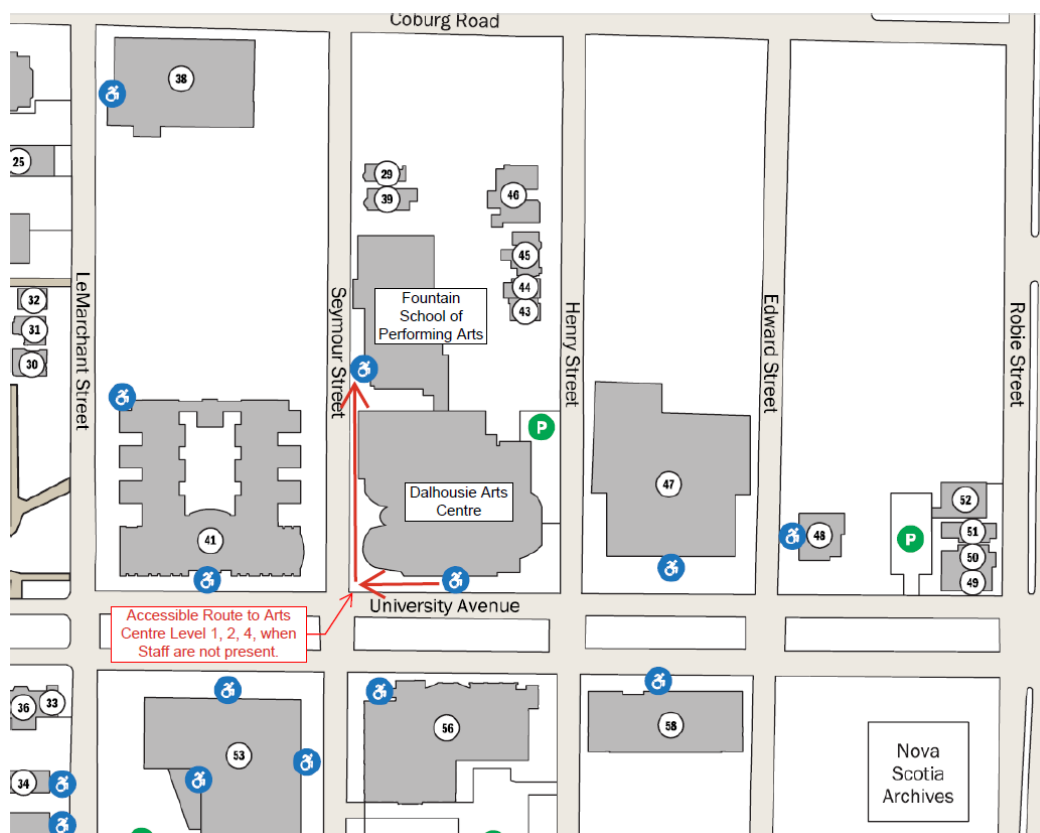 Coburg Road
38
25
29
39
46
45
44
43
32
31
30
LeMarchant Street
Seymour Street
Fountain
School of
Performing Arts
Henry Street
Edward Street
Robie Street
P
Dalhousie Arts
Centre
47
41
48
P
52
51
50
49
University Avenue
Accessible Route to Arts
Centre Level 1, 2, 4, when
Staff are not present.
36
33
34
53
56
58
Nova
Scotia
Archives